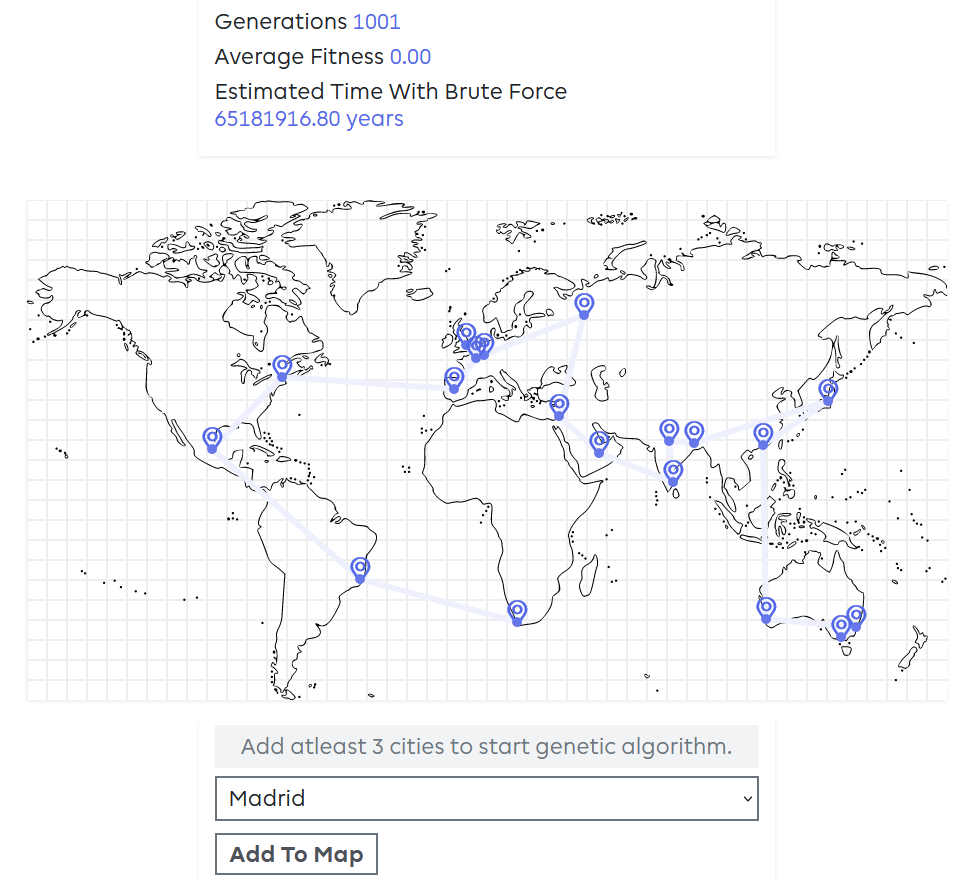 Generations 1001
Average Fitness 0.00
Estimated Time With Brute Force
65181916.80 years
Add atleast 3 cities to start genetic algorithm.
Madrid
Add To Map